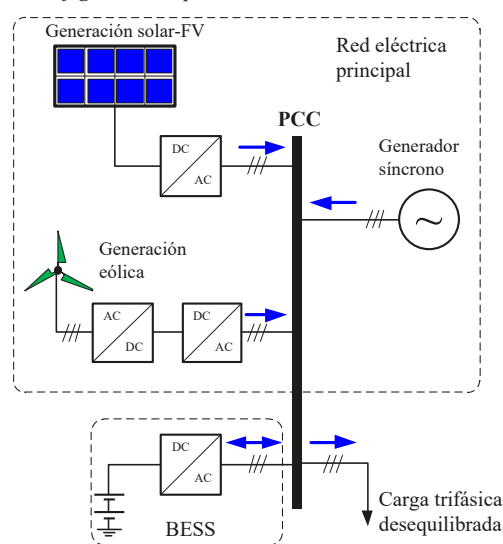 Generación solar-FV
Red eléctrica
principal
PCC
DC
AC
Generador
síncrono
~
Generación
eólica
AC
DC
DC
AC
DC
AC
BESS
Carga trifásica
desequilibrada